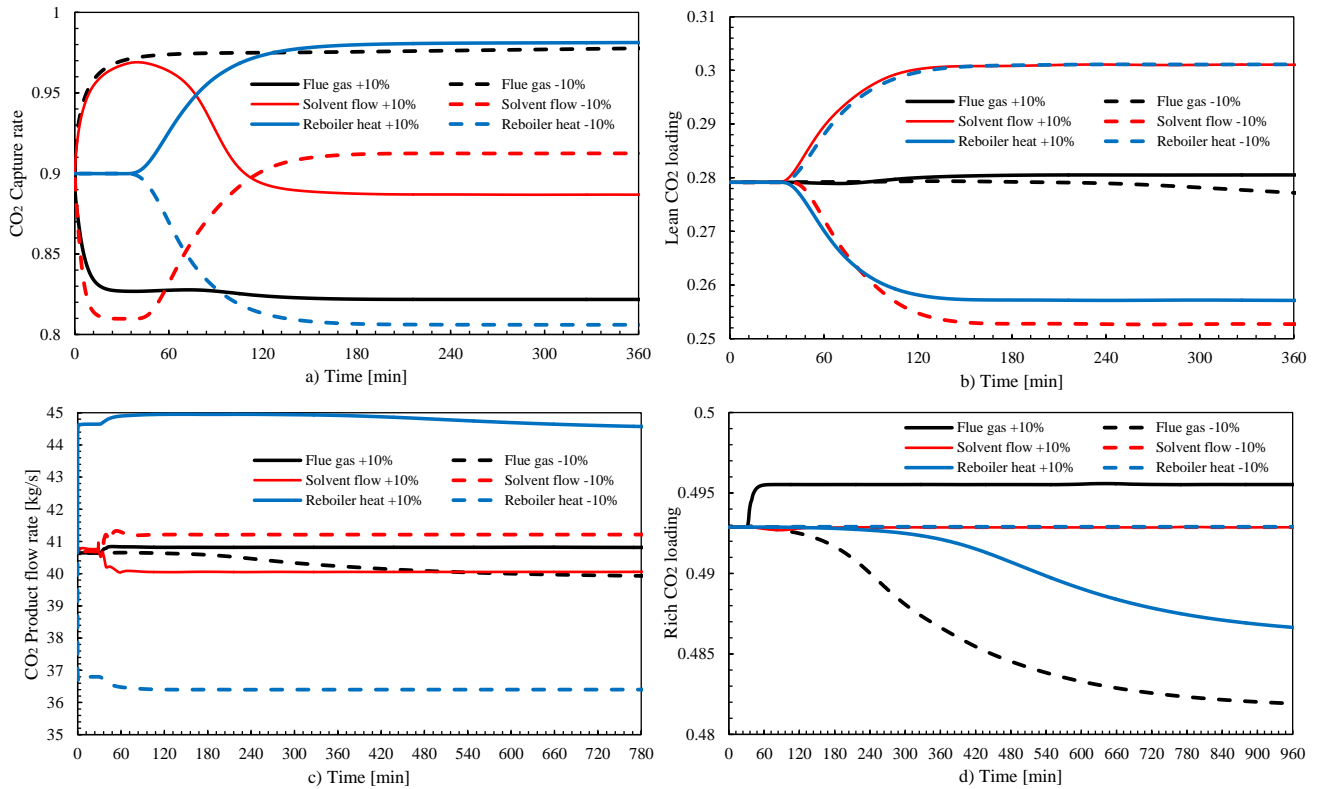 1
0.95
0.9
0.85
0.8
CO2 Capture rate
Flue gas +10% Flue gas -10%
Solvent flow +10% Solvent flow -10%
Reboiler heat +10% Reboiler heat -10%
0 60 120 180 240 300 360
a) Time [min]
0.31
0.3
0.29
0.28
0.27
0.26
0.25
Lean CO2 loading
Flue gas +10% Flue gas -10%
Solvent flow +10% Solvent flow -10%
Reboiler heat +10% Reboiler heat -10%
0 60 120 180 240 300 360
b) Time [min]
45
44
43
42
41
40
39
38
37
36
35
CO2 Product flow rate [kg/s]
Flue gas +10% Flue gas -10%
Solvent flow +10% Solvent flow -10%
Reboiler heat +10% Reboiler heat -10%
0 60 120 180 240 300 360 420 480 540 600 660 720 780
c) Time [min]
0.5
0.495
0.49
0.485
0.48
Rich CO2 loading
Flue gas +10% Flue gas -10%
Solvent flow +10% Solvent flow -10%
Reboiler heat +10% Reboiler heat -10%
0 60 120 180 240 300 360 420 480 540 600 660 720 780 840 900 960
d) Time [min]